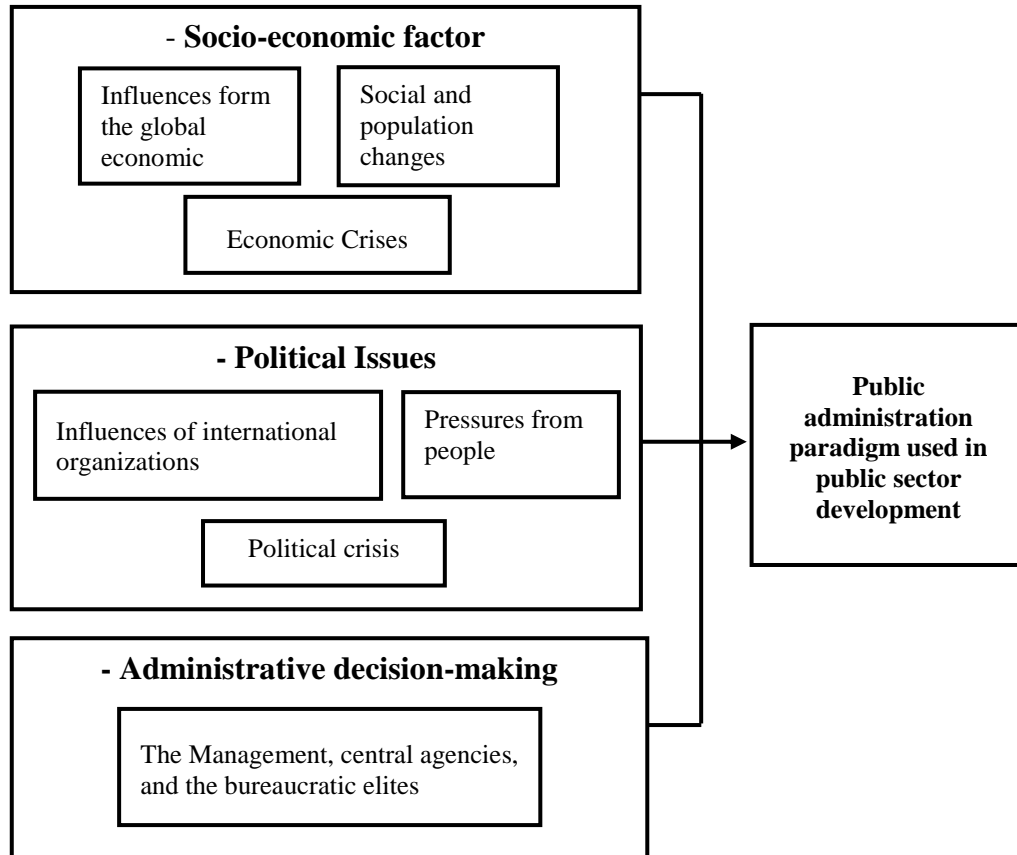 - Socio-economic factor
Influences form
the global
economic
Social and
population
changes
Economic Crises
- Political Issues
Influences of international
organizations
Pressures from
people
Political crisis
- Administrative decision-making
The Management, central agencies,
and the bureaucratic elites
Public
administration
paradigm used in
public sector
development